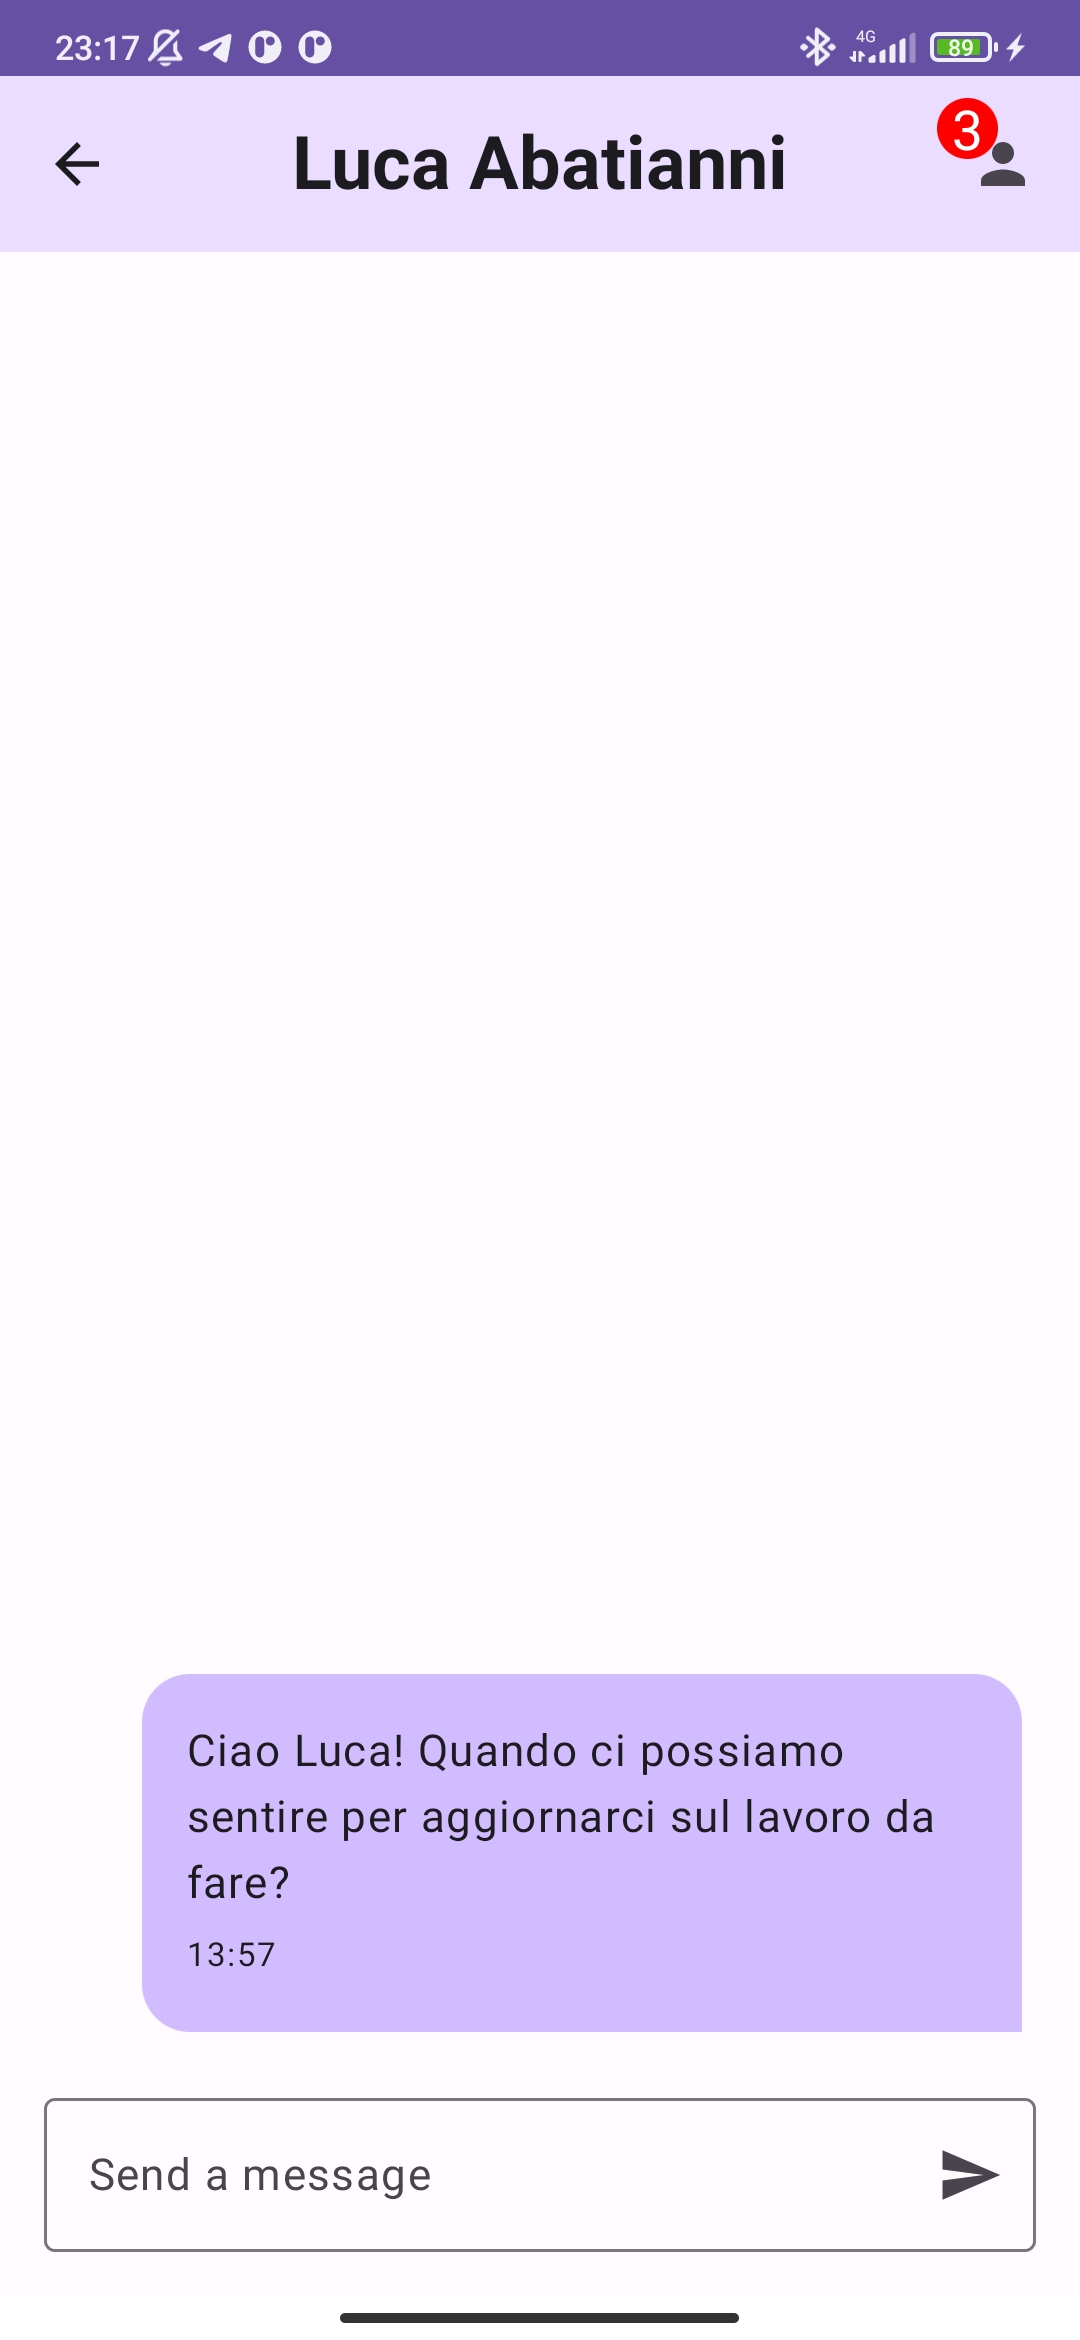 23:17
4G
89
Luca Abatianni
3
Ciao Luca! Quando ci possiamo
sentire per aggiornarci sul lavoro da
fare?
13:57
Send a message